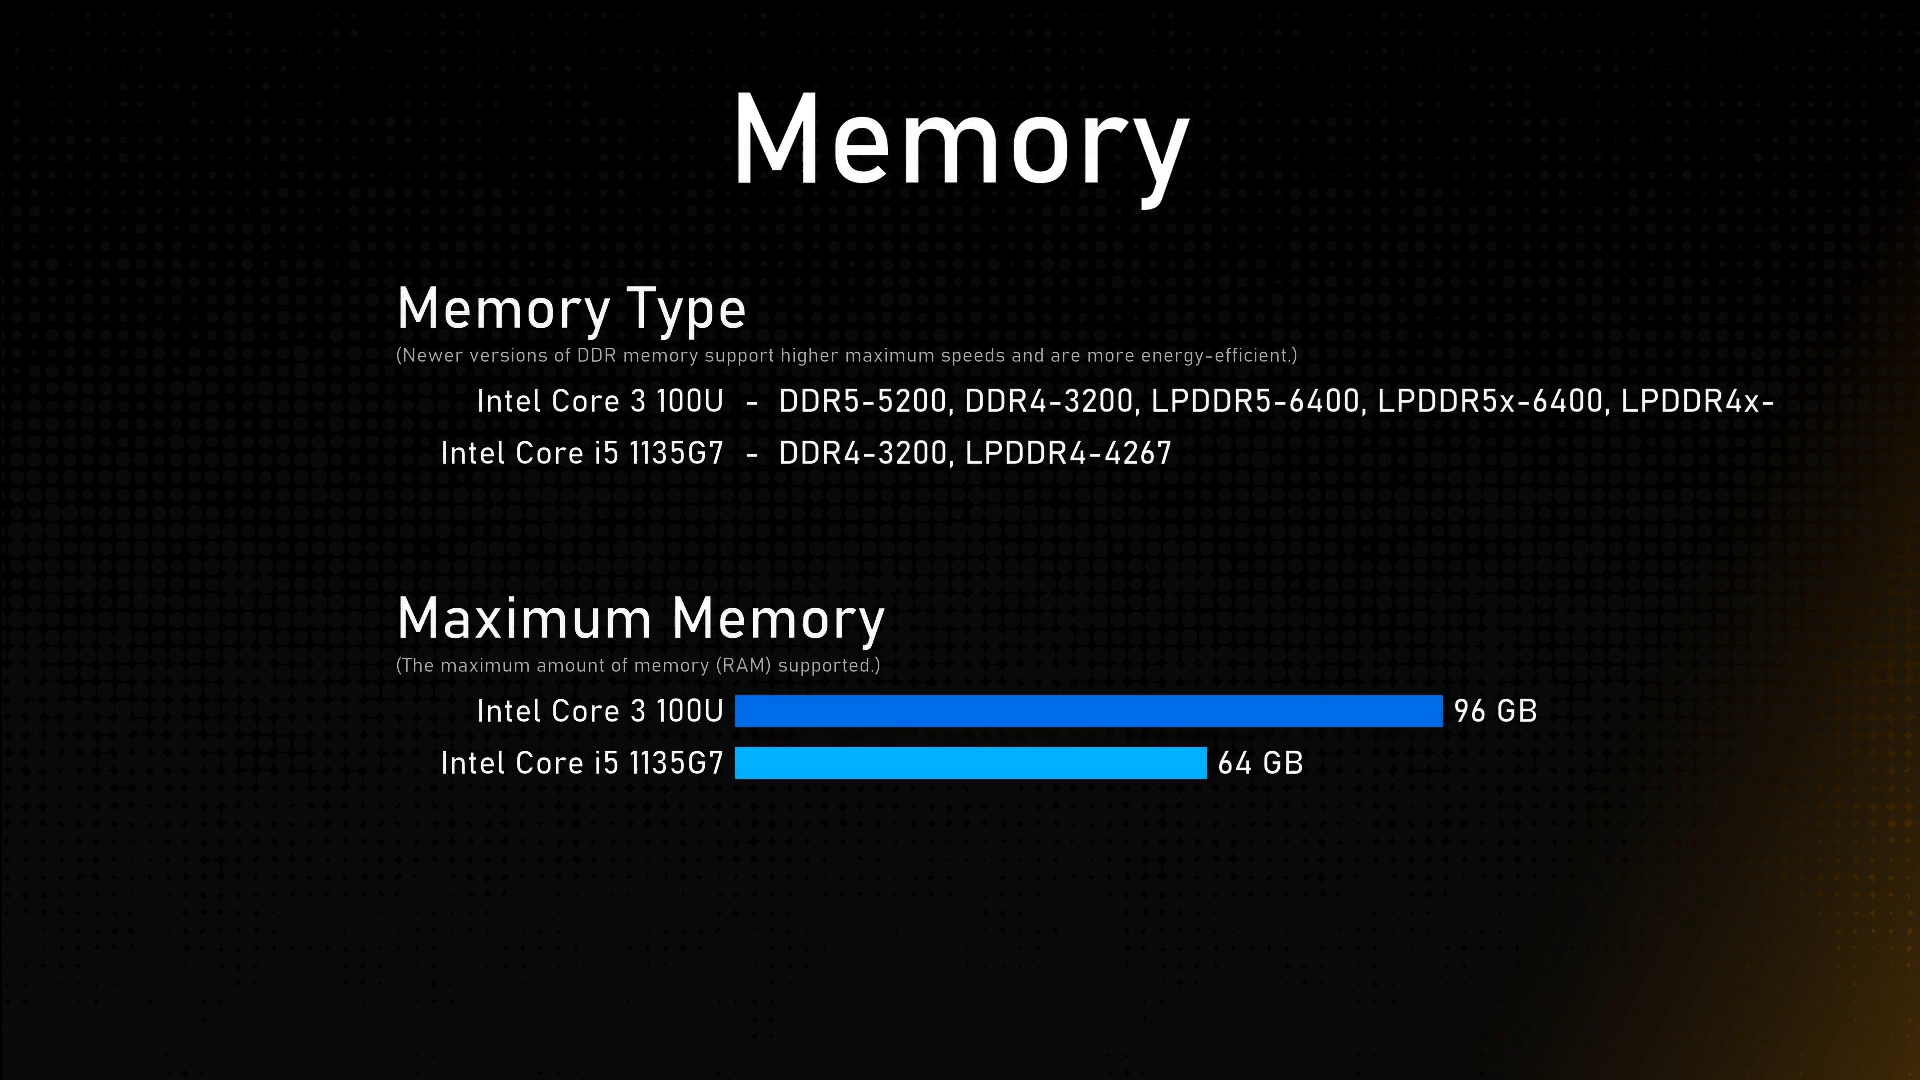 Memory
Memory Type
(Newer versions of DDR memory support higher maximum speeds and are more energy-efficient.)
Intel Core 3 100U - DDR5-5200, DDR4-3200, LPDDR5-6400, LPDDR5x-6400, LPDDR4x-
Intel Core i5 1135G7 - DDR4-3200, LPDDR4-4267
Maximum Memory
(The maximum amount of memory (RAM) supported.)
Intel Core 3 100U 96 GB
Intel Core i5 1135G7 64 GB